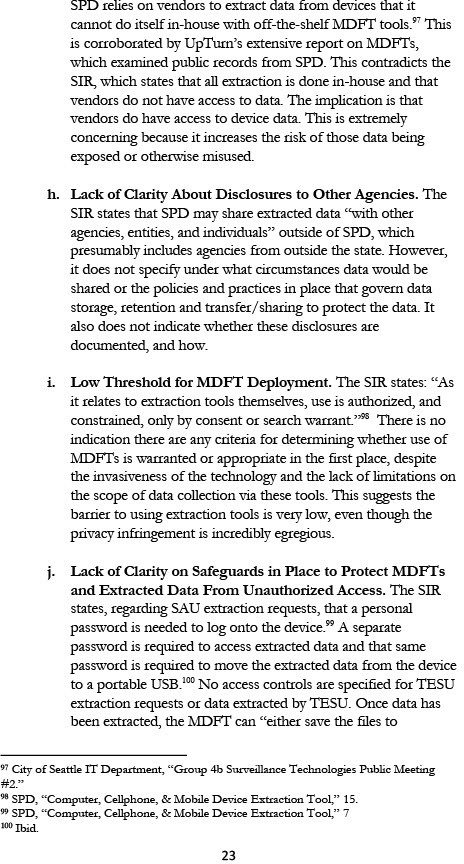 SPD relies on vendors to extract data from devices that it
cannot do itself in-house with off-the-shelf MDFT tools.⁹⁷ This
is corroborated by UpTurn’s extensive report on MDFTs,
which examined public records from SPD. This contradicts the
SIR, which states that all extraction is done in-house and that
vendors do not have access to data. The implication is that
vendors do have access to device data. This is extremely
concerning because it increases the risk of those data being
exposed or otherwise misused.
h. Lack of Clarity About Disclosures to Other Agencies. The
SIR states that SPD may share extracted data “with other
agencies, entities, and individuals” outside of SPD, which
presumably includes agencies from outside the state. However,
it does not specify under what circumstances data would be
shared or the policies and practices in place that govern data
storage, retention and transfer/sharing to protect the data. It
also does not indicate whether these disclosures are
documented, and how.
i. Low Threshold for MDFT Deployment. The SIR states: “As
it relates to extraction tools themselves, use is authorized, and
constrained, only by consent or search warrant.”⁹⁸ There is no
indication there are any criteria for determining whether use of
MDFTs is warranted or appropriate in the first place, despite
the invasiveness of the technology and the lack of limitations on
the scope of data collection via these tools. This suggests the
barrier to using extraction tools is very low, even though the
privacy infringement is incredibly egregious.
j. Lack of Clarity on Safeguards in Place to Protect MDFTs
and Extracted Data From Unauthorized Access. The SIR
states, regarding SAU extraction requests, that a personal
password is needed to log onto the device.⁹⁹ A separate
password is required to access extracted data and that same
password is required to move the extracted data from the device
to a portable USB.¹⁰⁰ No access controls are specified for TESU
extraction requests or data extracted by TESU. Once data has
been extracted, the MDFT can “either save the files to
⁹⁷ City of Seattle IT Department, “Group 4b Surveillance Technologies Public Meeting
#2.”
⁹⁸ SPD, “Computer, Cellphone, & Mobile Device Extraction Tool,” 15.
⁹⁹ SPD, “Computer, Cellphone, & Mobile Device Extraction Tool,” 7
¹⁰⁰ Ibid.
23